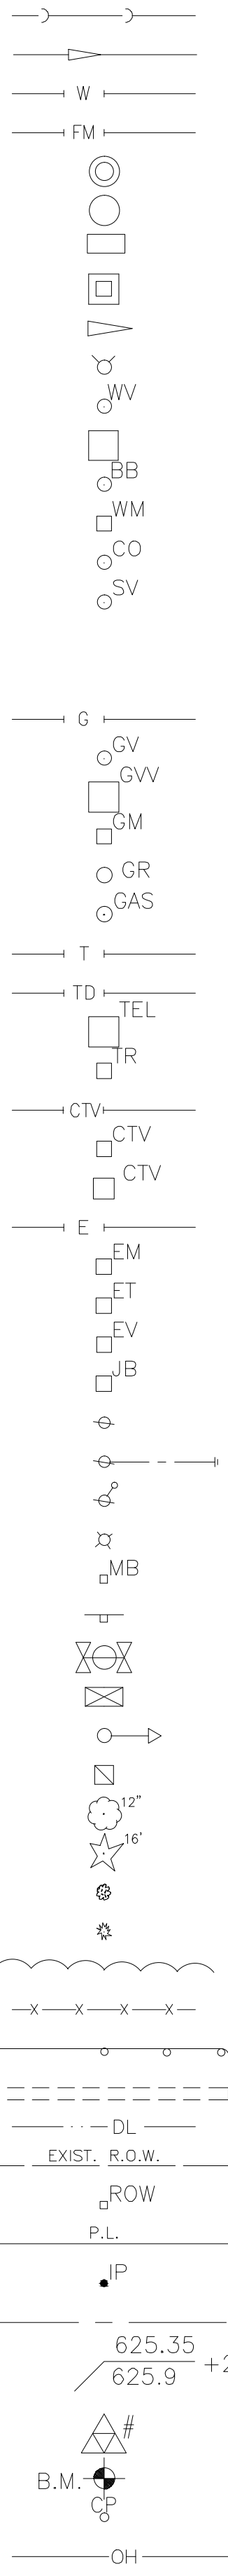 W
FM
WV
BB
WM
CO
SV
G
GV
GVV
GM
GR
GAS
T
TD
TEL
TR
CTV
CTV
CTV
E
EM
ET
EV
JB
MB
12"
16'
X X X X
DL
EXIST. R.O.W.
ROW
P.L.
IP
625.35
625.9 +2
#
B.M.
CP
OH